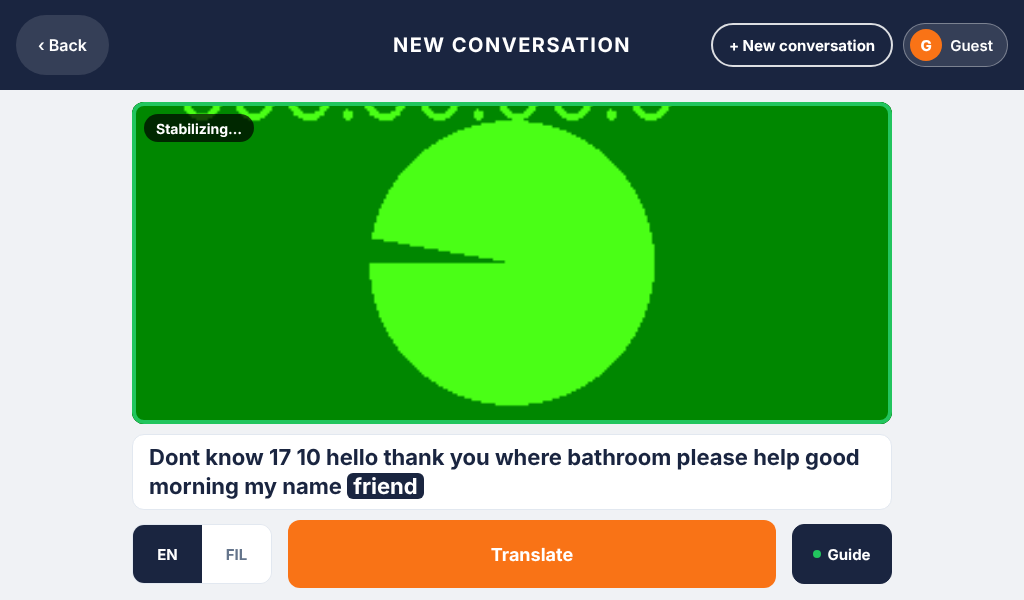 ‹ Back
NEW CONVERSATION
+ New conversation
G
Guest
Stabilizing...
Dont know 17 10 hello thank you where bathroom please help good
morning my name friend
EN
FIL
Translate
Guide